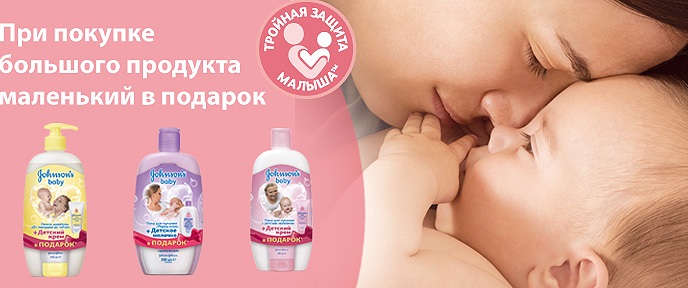 При покупке
большого продукта
маленький в подарок
ТРОЙНАЯ ЗАЩИТА
МАЛЫША™
Johnson's
baby
+Детский
крем
в ПОДАРОК
Johnson's
baby
+Детское
молочко
в ПОДАРОК
Johnson's
baby
+Детский
крем
в ПОДАРОК